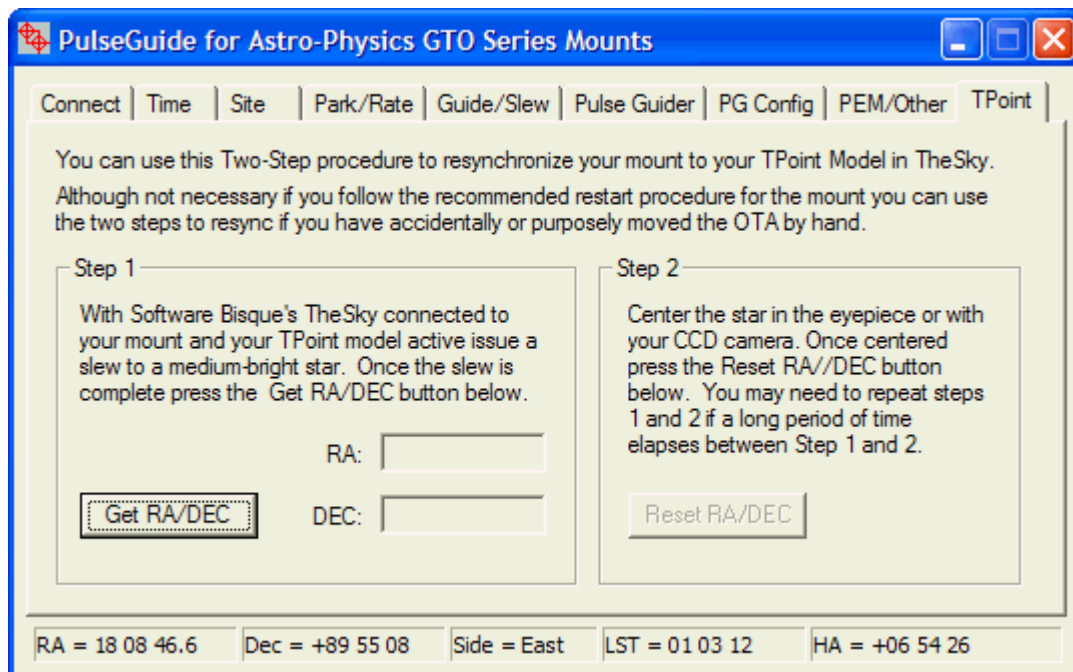 PulseGuide for Astro-Physics GTO Series Mounts
Connect Time Site Park/Rate Guide/Slew Pulse Guider PG Config PEM/Other TPoint
You can use this Two-Step procedure to resynchronize your mount to your TPoint Model in TheSky.
Although not necessary if you follow the recommended restart procedure for the mount you can use
the two steps to resync if you have accidentally or purposely moved the OTA by hand.
Step 1
With Software Bisque's TheSky connected to
your mount and your TPoint model active issue a
slew to a medium-bright star. Once the slew is
complete press the Get RA/DEC button below.
RA:
Get RA/DEC DEC:
Step 2
Center the star in the eyepiece or with
your CCD camera. Once centered
press the Reset RA//DEC button
below. You may need to repeat steps
1 and 2 if a long period of time
elapses between Step 1 and 2.
Reset RA/DEC
RA = 18 08 46.6 Dec = +89 55 08 Side = East LST = 01 03 12 HA = +06 54 26